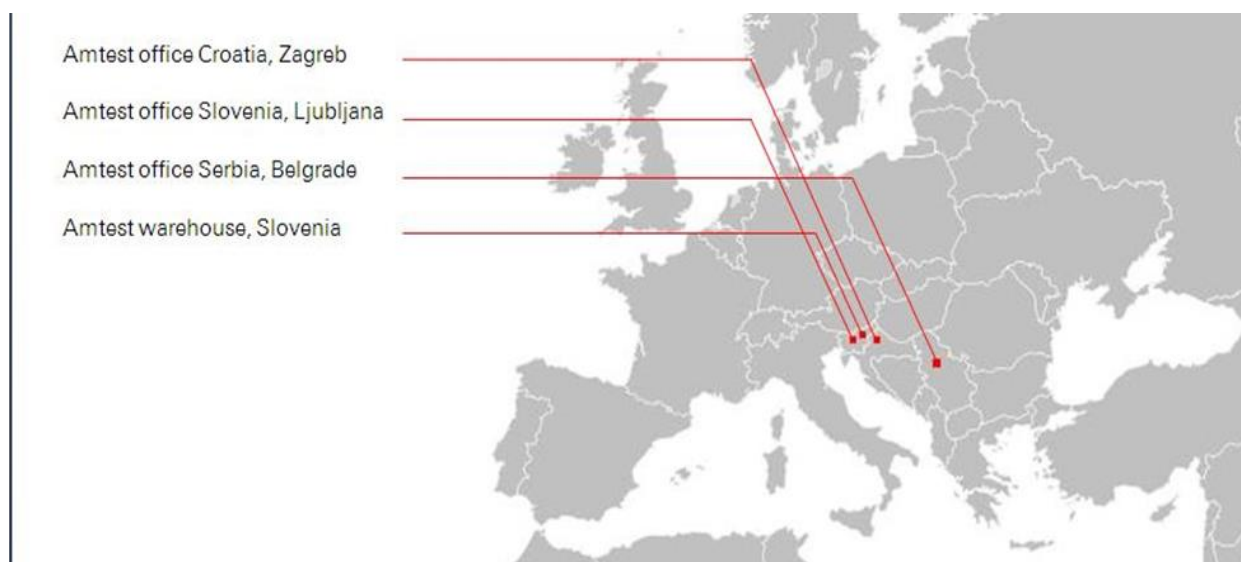 Amtest office Croatia, Zagreb
Amtest office Slovenia, Ljubljana
Amtest office Serbia, Belgrade
Amtest warehouse, Slovenia